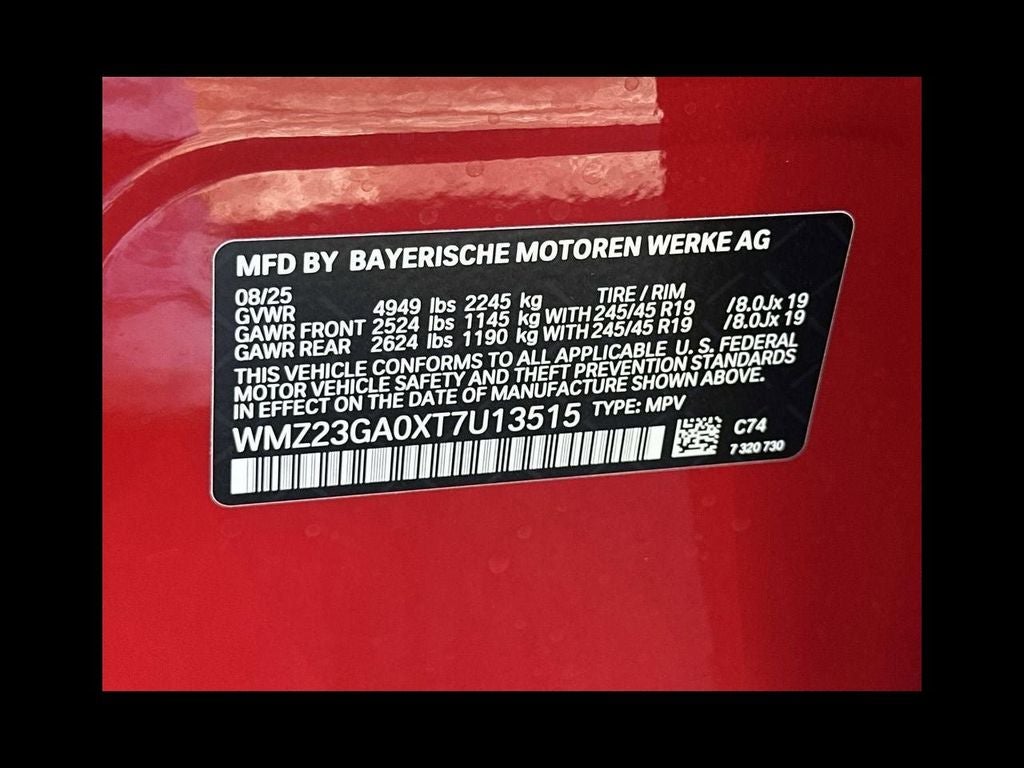 MFD BY BAYERISCHE MOTOREN WERKE AG
08/25 TIRE / RIM
GVWR 4949 lbs 2245 kg
GAWR FRONT 2524 lbs 1145 kg WITH 245/45 R19 /8.0Jx 19
GAWR REAR 2624 lbs 1190 kg WITH 245/45 R19 /8.0Jx 19
THIS VEHICLE CONFORMS TO ALL APPLICABLE U.S. FEDERAL
MOTOR VEHICLE SAFETY AND THEFT PREVENTION STANDARDS
IN EFFECT ON THE DATE OF MANUFACTURE SHOWN ABOVE.
WMZ23GA0XT7U13515 TYPE: MPV
C74
7 320 730